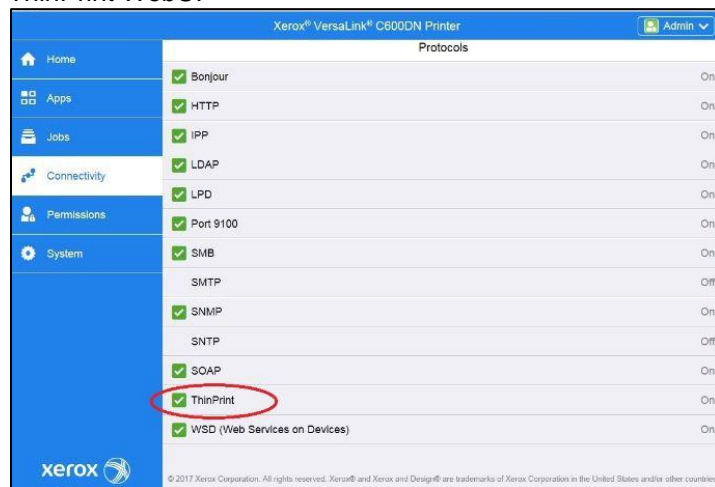 ThinPrint WebUI
Xerox® VersaLink® C600DN Printer
Admin
Home
Apps
Jobs
Connectivity
Permissions
System
Protocols
Bonjour On
HTTP On
IPP On
LDAP On
LPD On
Port 9100 On
SMB On
SMTP Off
SNMP On
SNTP Off
SOAP On
ThinPrint On
WSD (Web Services on Devices) On
xerox
© 2017 Xerox Corporation. All rights reserved. Xerox® and Xerox and Design® are trademarks of Xerox Corporation in the United States and/or other countries